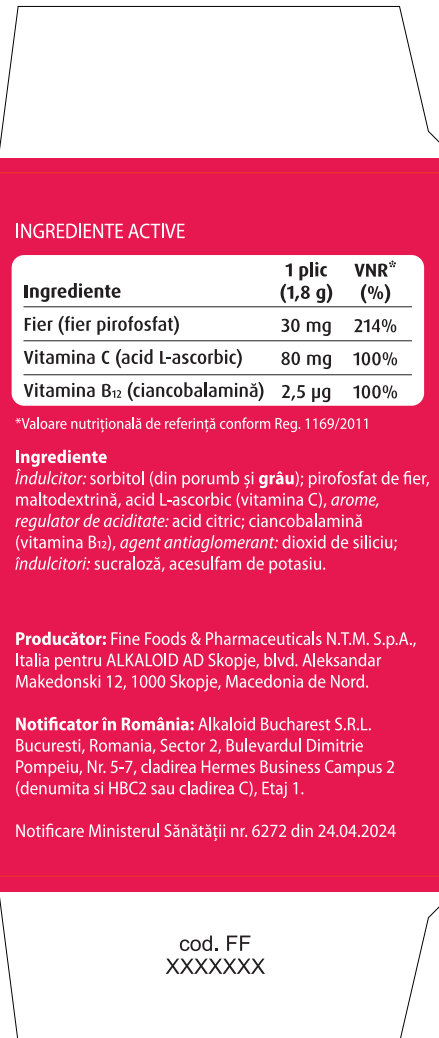 INGREDIENTE ACTIVE
Ingrediente 1 plic (1,8 g) VNR* (%)
Fier (fier pirofosfat) 30 mg 214%
Vitamina C (acid L-ascorbic) 80 mg 100%
Vitamina B₁₂ (ciancobalamină) 2,5 µg 100%
*Valoare nutrițională de referință conform Reg. 1169/2011
Ingrediente
Îndulcitor: sorbitol (din porumb și grâu); pirofosfat de fier,
maltodextrină, acid L-ascorbic (vitamina C), arome,
regulator de aciditate: acid citric; ciancobalamină
(vitamina B₁₂), agent antiaglomerant: dioxid de siliciu;
îndulcitori: sucraloză, acesulfam de potasiu.
Producător: Fine Foods & Pharmaceuticals N.T.M. S.p.A.,
Italia pentru ALKALOID AD Skopje, blvd. Aleksandar
Makedonski 12, 1000 Skopje, Macedonia de Nord.
Notificator în România: Alkaloid Bucharest S.R.L.
Bucuresti, Romania, Sector 2, Bulevardul Dimitrie
Pompeiu, Nr. 5-7, cladirea Hermes Business Campus 2
(denumita si HBC2 sau cladirea C), Etaj 1.
Notificare Ministerul Sănătății nr. 6272 din 24.04.2024
cod. FF
XXXXXXX